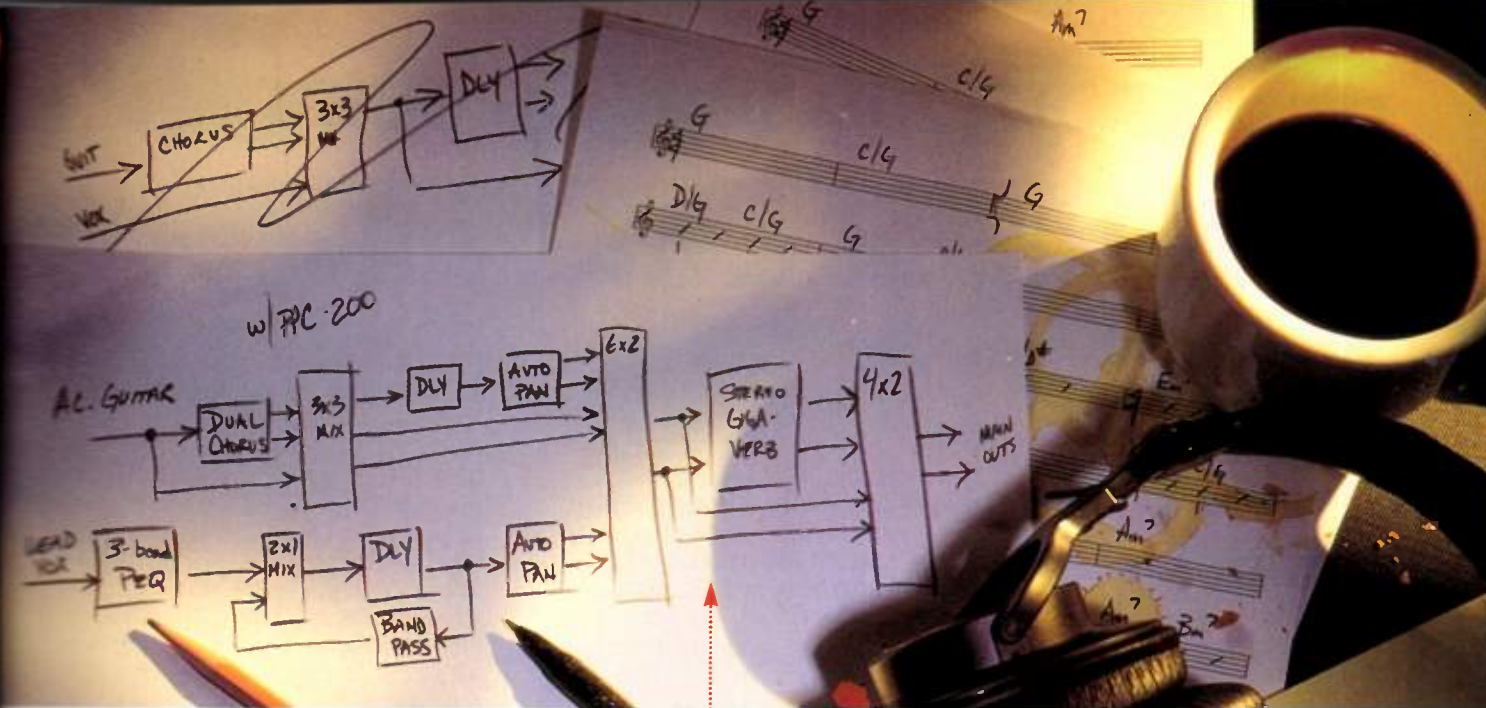 GUIT
VOX
CHORUS
3x3
MIX
DLY
G
C/G
Am7
G
C/G
G
D/G
C/G
G
w/ PPC-200
AC. GUITAR
DUAL
CHORUS
3x3
MIX
DLY
AUTO
PAN
6x2
STEREO
GIGA-
VERB
4x2
MAIN
OUTS
LEAD
VOX
3-band
PEQ
2x1
MIX
DLY
BAND
PASS
AUTO
PAN
Em
C/G
Am7
Am7
Bm7